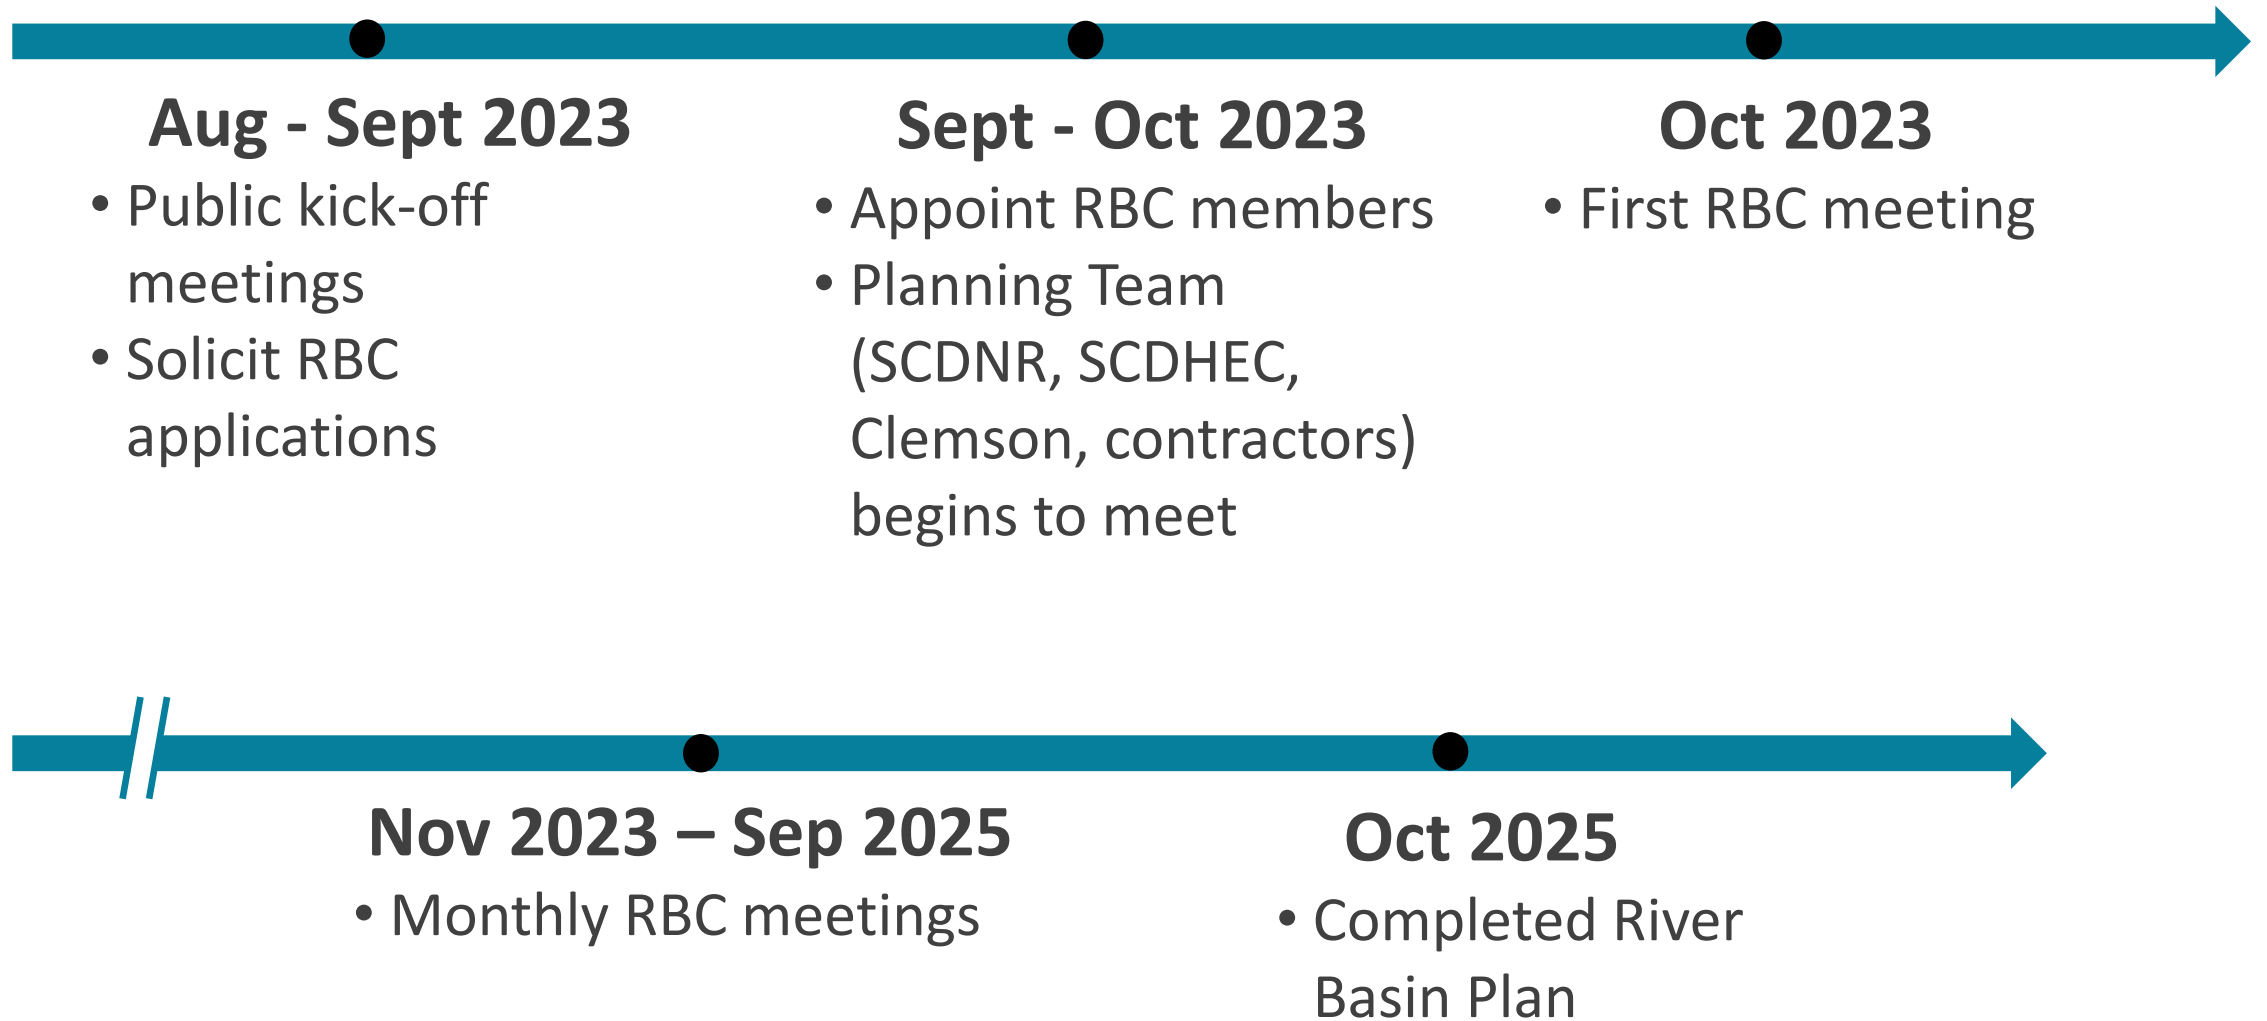 Aug - Sept 2023
• Public kick-off
meetings
• Solicit RBC
applications
Sept - Oct 2023
• Appoint RBC members
• Planning Team
(SCDNR, SCDHEC,
Clemson, contractors)
begins to meet
Oct 2023
• First RBC meeting
Nov 2023 – Sep 2025
• Monthly RBC meetings
Oct 2025
• Completed River
Basin Plan